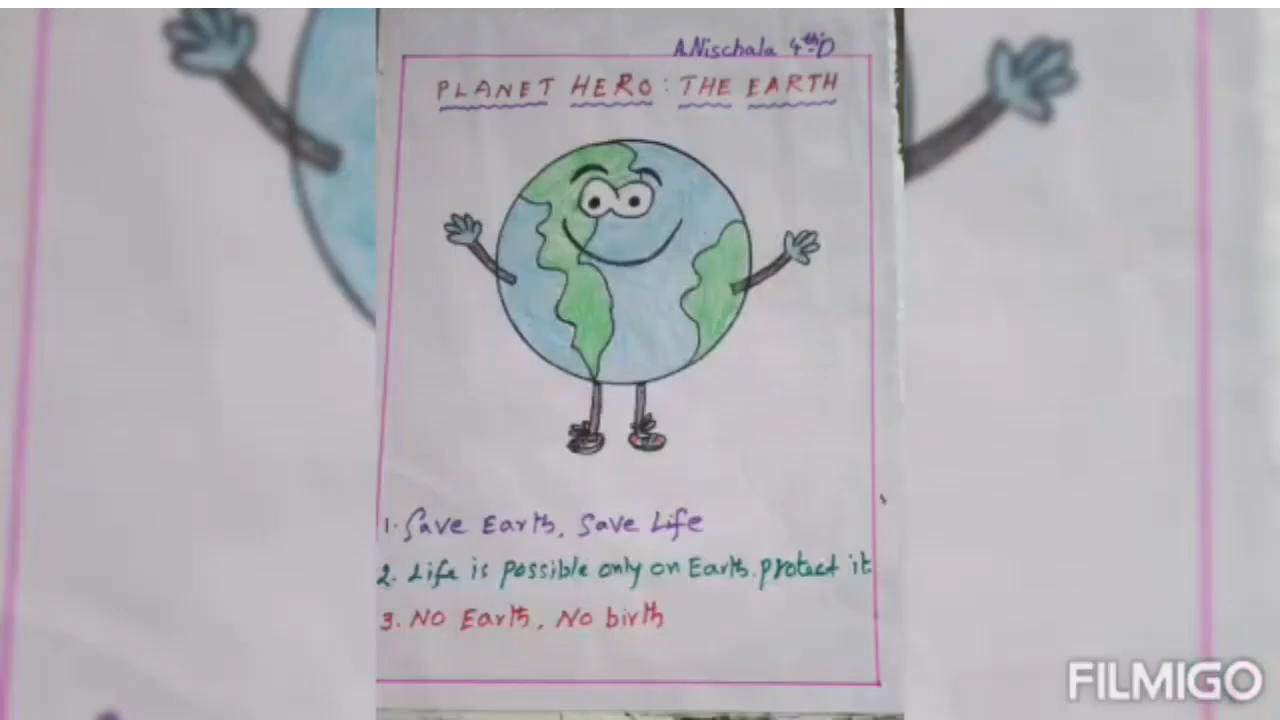 A.Nischala 4th-D
PLANET HERO: THE EARTH
1. Save Earth, Save Life
2. Life is possible only on Earth. protect it
3. No Earth, No birth
FILMIGO